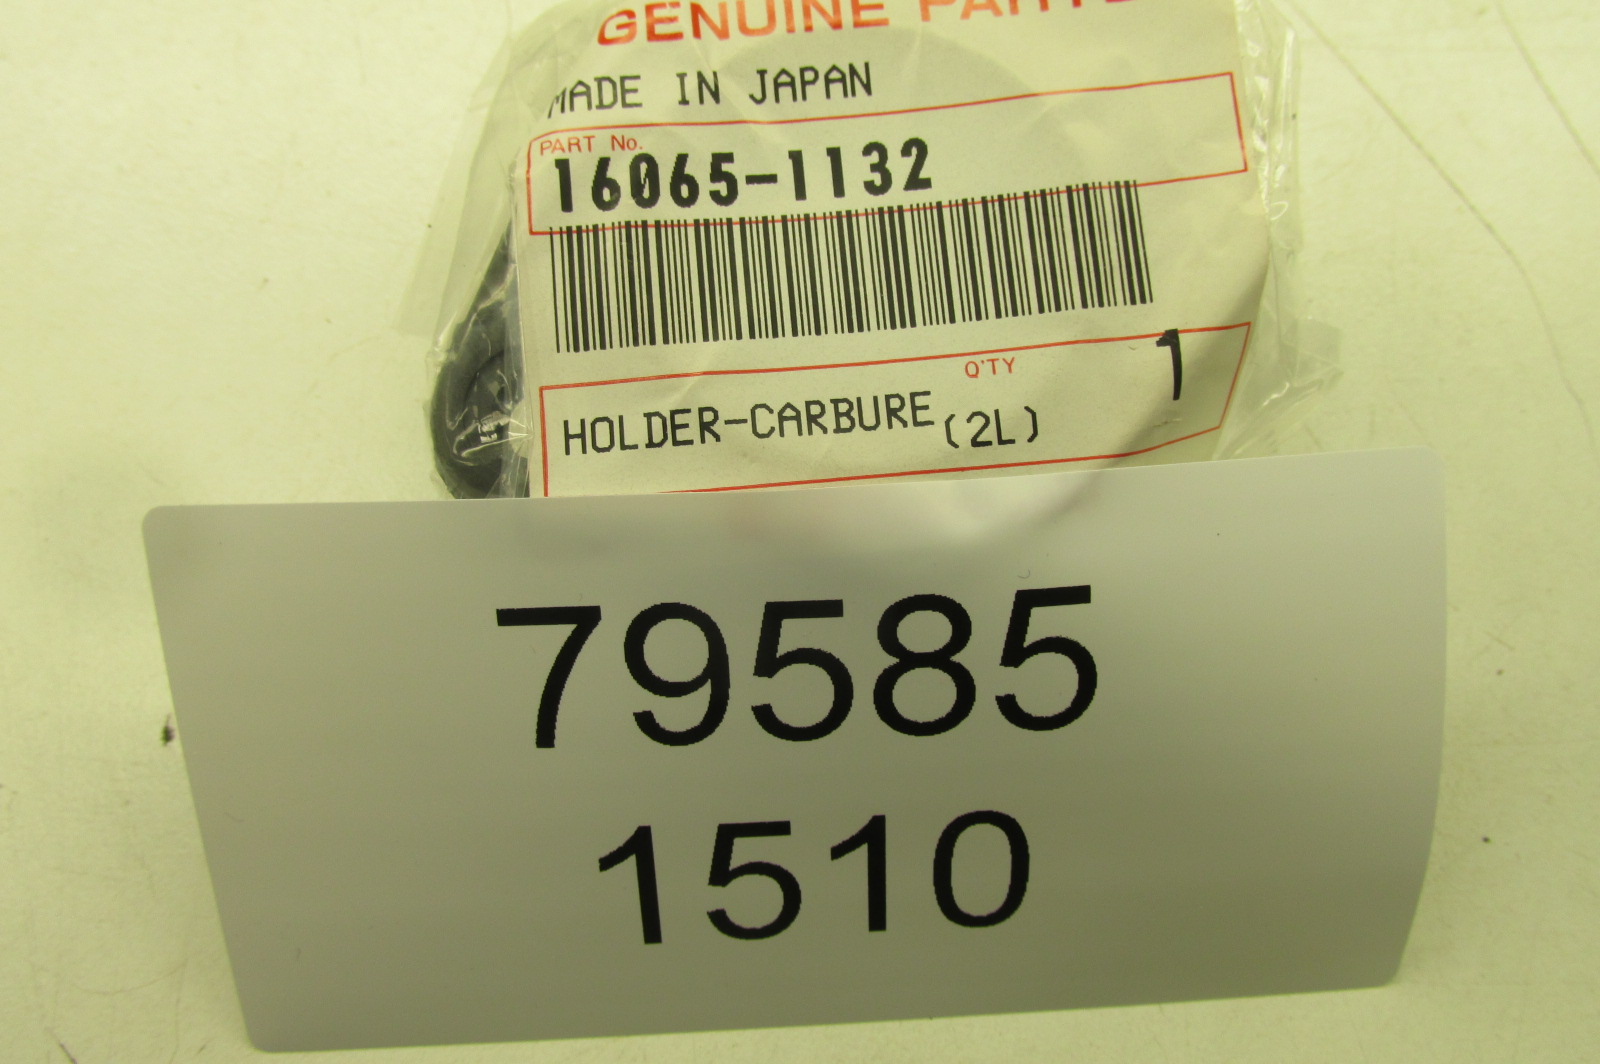 GENUINE PARTS
MADE IN JAPAN
PART No.
16065-1132
Q'TY 1
HOLDER-CARBURE (2L)
79585
1510